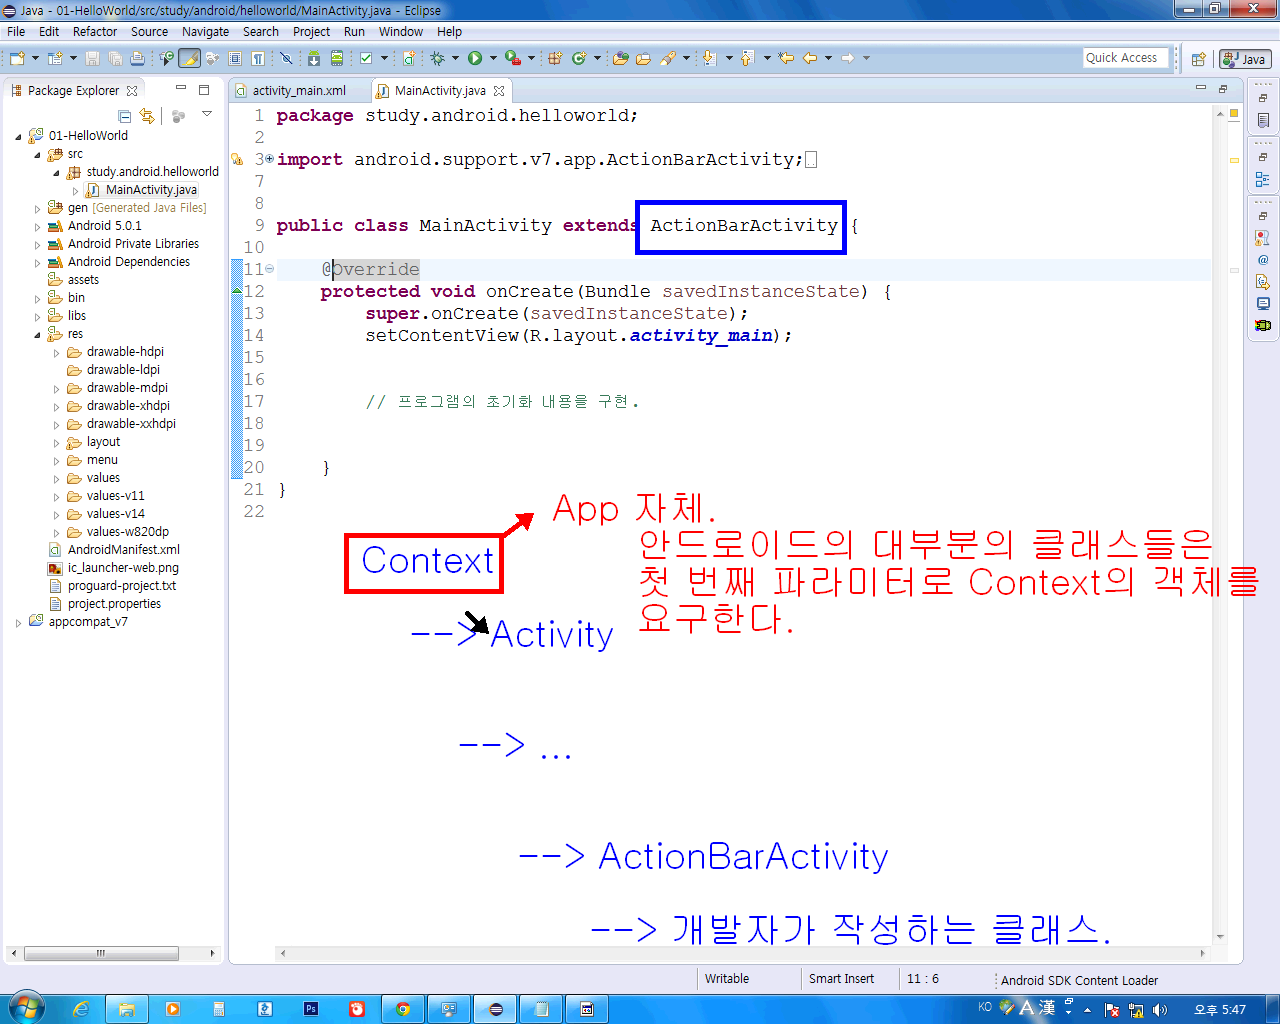 Java - 01-HelloWorld/src/study/android/helloworld/MainActivity.java - Eclipse
File Edit Refactor Source Navigate Search Project Run Window Help
Quick Access
Java
Package Explorer
activity_main.xml
MainActivity.java
01-HelloWorld
src
study.android.helloworld
MainActivity.java
gen [Generated Java Files]
Android 5.0.1
Android Private Libraries
Android Dependencies
assets
bin
libs
res
drawable-hdpi
drawable-ldpi
drawable-mdpi
drawable-xhdpi
drawable-xxhdpi
layout
menu
values
values-v11
values-v14
values-w820dp
AndroidManifest.xml
ic_launcher-web.png
proguard-project.txt
project.properties
appcompat_v7
1 package study.android.helloworld;
2
3 import android.support.v7.app.ActionBarActivity;
7
8
9 public class MainActivity extends ActionBarActivity {
10
11 @Override
12 protected void onCreate(Bundle savedInstanceState) {
13 super.onCreate(savedInstanceState);
14 setContentView(R.layout.activity_main);
15
16
17 // 프로그램의 초기화 내용을 구현.
18
19
20 }
21 }
22
App 자체.
안드로이드의 대부분의 클래스들은
첫 번째 파라미터로 Context의 객체를
요구한다.
Context
--> Activity
--> ...
--> ActionBarActivity
--> 개발자가 작성하는 클래스.
Writable
Smart Insert
11 : 6
Android SDK Content Loader
Ps
KO
A 漢
오후 5:47